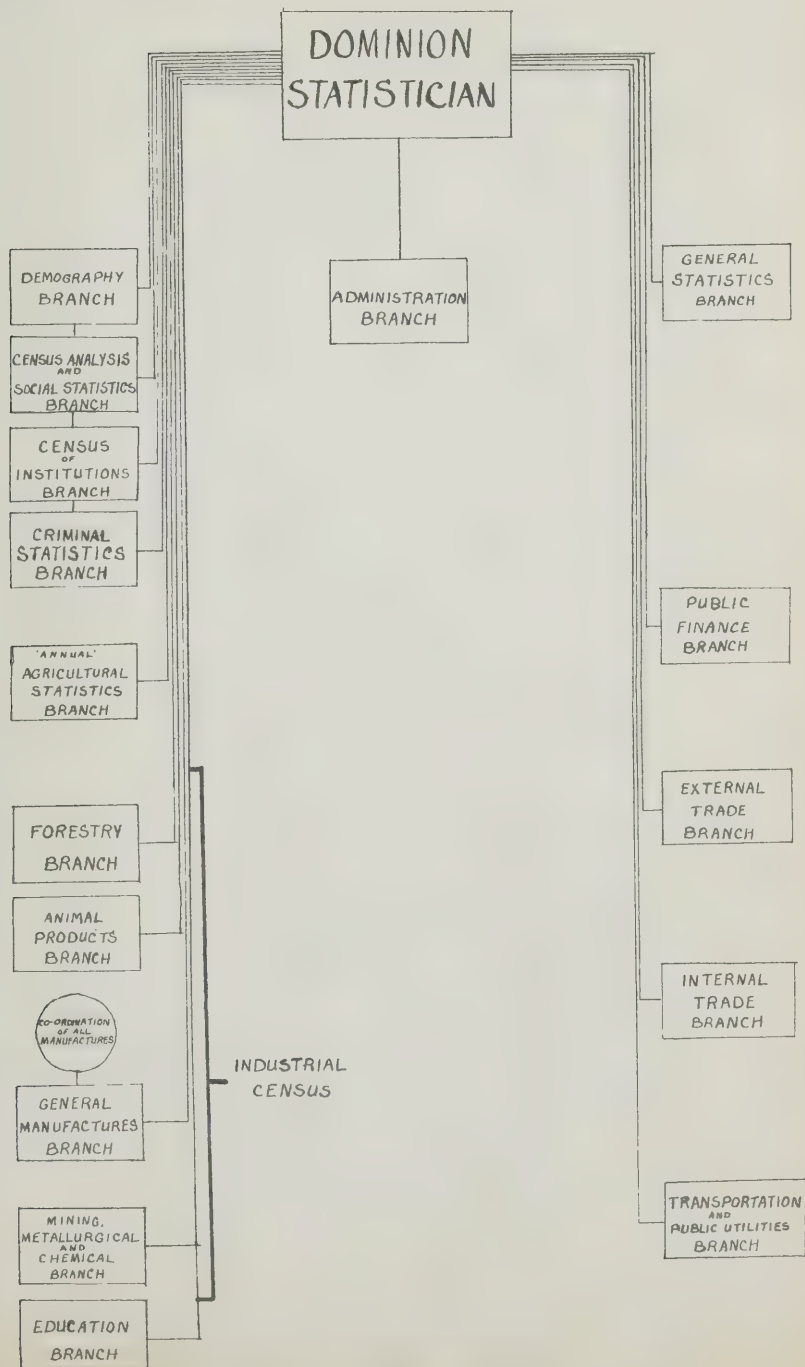 DOMINION
STATISTICIAN
ADMINISTRATION
BRANCH
DEMOGRAPHY
BRANCH
CENSUS ANALYSIS
AND
SOCIAL STATISTICS
BRANCH
CENSUS
OF
INSTITUTIONS
BRANCH
CRIMINAL
STATISTICS
BRANCH
'ANNUAL'
AGRICULTURAL
STATISTICS
BRANCH
FORESTRY
BRANCH
ANIMAL
PRODUCTS
BRANCH
CO-ORDINATION
OF ALL
MANUFACTURES
GENERAL
MANUFACTURES
BRANCH
MINING,
METALLURGICAL
AND
CHEMICAL
BRANCH
EDUCATION
BRANCH
INDUSTRIAL
CENSUS
GENERAL
STATISTICS
BRANCH
PUBLIC
FINANCE
BRANCH
EXTERNAL
TRADE
BRANCH
INTERNAL
TRADE
BRANCH
TRANSPORTATION
AND
PUBLIC UTILITIES
BRANCH